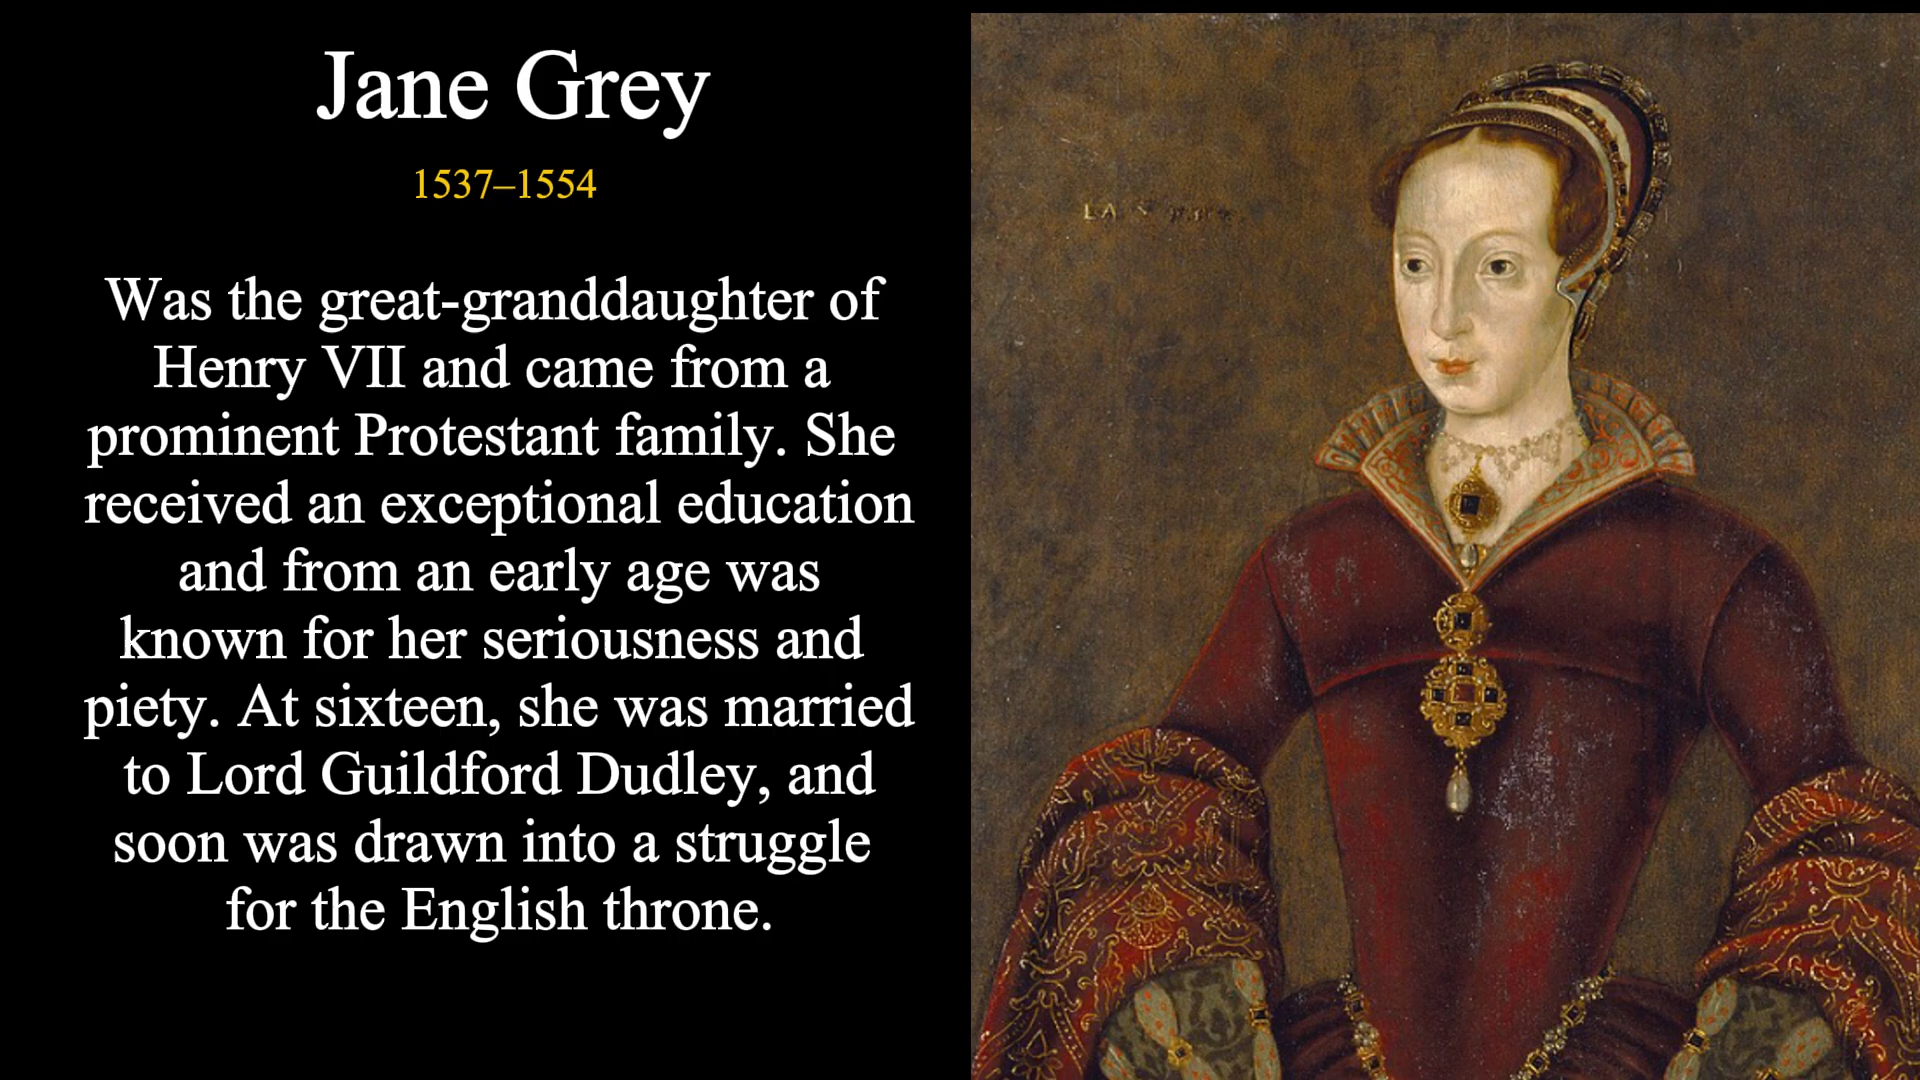 Jane Grey
1537–1554
Was the great-granddaughter of
Henry VII and came from a
prominent Protestant family. She
received an exceptional education
and from an early age was
known for her seriousness and
piety. At sixteen, she was married
to Lord Guildford Dudley, and
soon was drawn into a struggle
for the English throne.